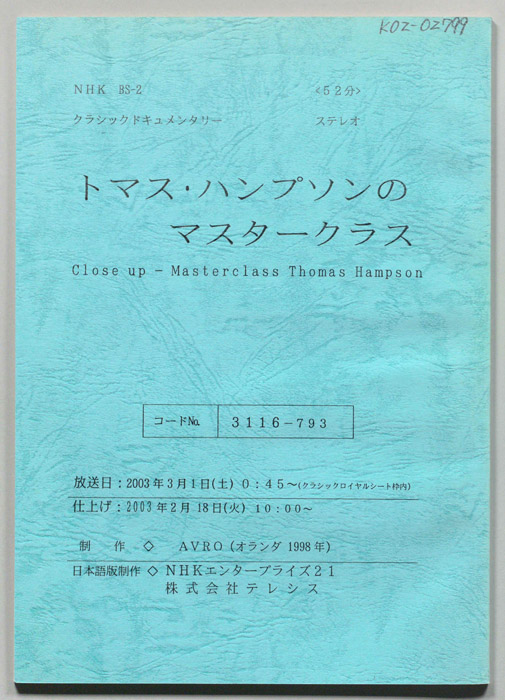 KOZ-02799
NHK BS-2 <52分>
クラシックドキュメンタリー ステレオ
トマス・ハンプソンの
マスタークラス
Close up - Masterclass Thomas Hampson
コード№ 3116-793
放送日:2003年3月1日(土) 0:45~(クラシックロイヤルシート枠内)
仕上げ:2003年2月18日(火) 10:00~
制作◇ AVRO(オランダ 1998年)
日本語版制作◇NHKエンタープライズ21
株式会社テレシス